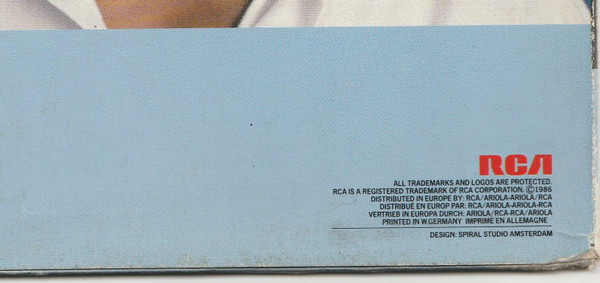 RCA
ALL TRADEMARKS AND LOGOS ARE PROTECTED.
RCA IS A REGISTERED TRADEMARK OF RCA CORPORATION. ©1986
DISTRIBUTED IN EUROPE BY: RCA/ARIOLA-ARIOLA/RCA
DISTRIBUÉ EN EUROPE PAR: RCA/ARIOLA-ARIOLA-RCA
VERTRIEB IN EUROPA DURCH: ARIOLA/RCA-RCA/ARIOLA
PRINTED IN W.GERMANY IMPRIME EN ALLEMAGNE
DESIGN: SPIRAL STUDIO AMSTERDAM